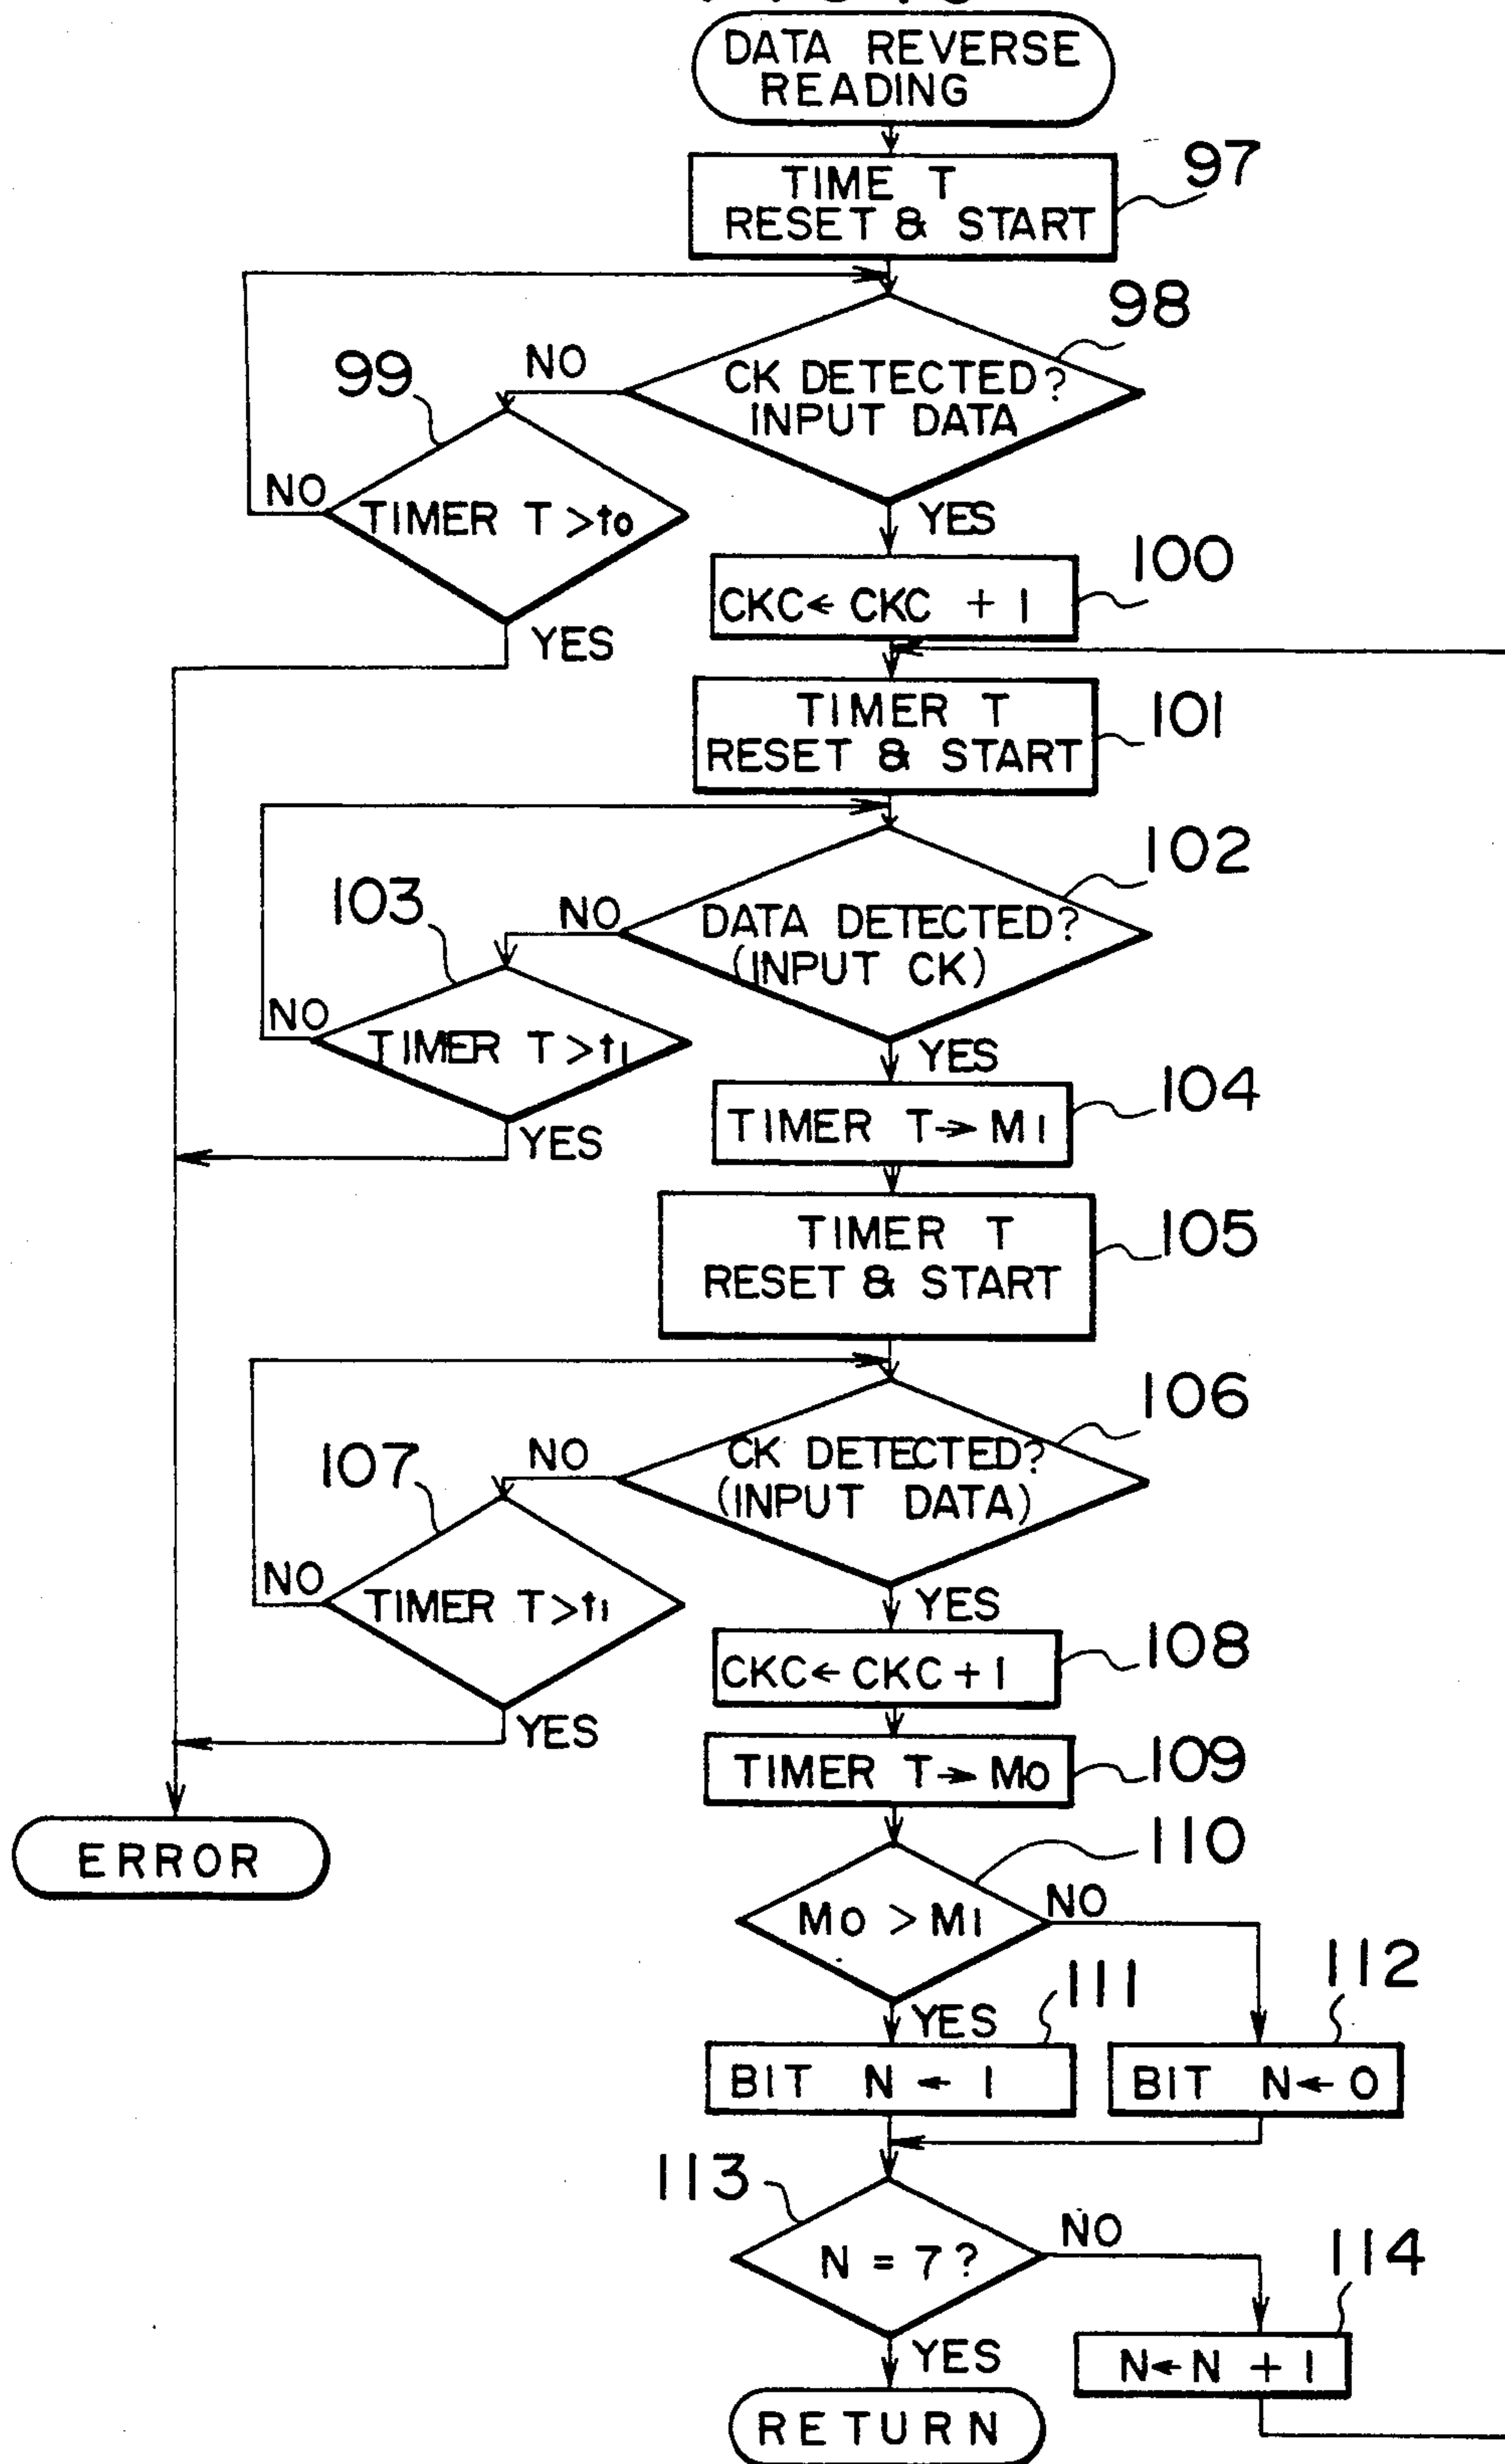 DATA REVERSE
READING
TIME T
RESET & START
97
98
CK DETECTED?
INPUT DATA
NO
99
TIMER T>t0
NO
YES
YES
100
CKC← CKC + 1
TIMER T
RESET & START
101
102
DATA DETECTED?
(INPUT CK)
NO
103
TIMER T>t1
NO
YES
YES
104
TIMER T→ M1
TIMER T
RESET & START
105
106
CK DETECTED?
(INPUT DATA)
NO
107
TIMER T>t1
NO
YES
YES
108
CKC←CKC+1
109
TIMER T→ M0
ERROR
110
M0 > M1
NO
YES
111
112
BIT N ← 1
BIT N← 0
113
N = 7?
NO
114
YES
N←N + 1
RETURN